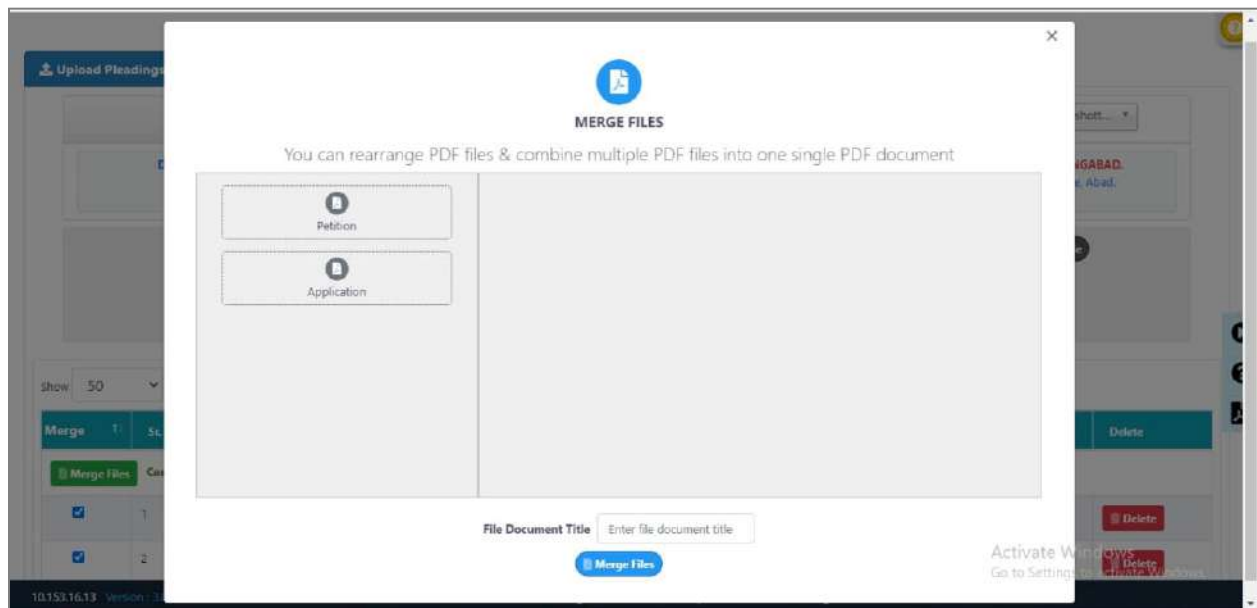 Upload Pleadings
MERGE FILES
You can rearrange PDF files & combine multiple PDF files into one single PDF document
Petition
Application
Abad.
Show 50
Merge
Delete
Merge Files
1
Delete
2
Delete
File Document Title Enter file document title
Merge Files
Activate Windows
Go to Settings to activate Windows.
10.153.16.13 Version :